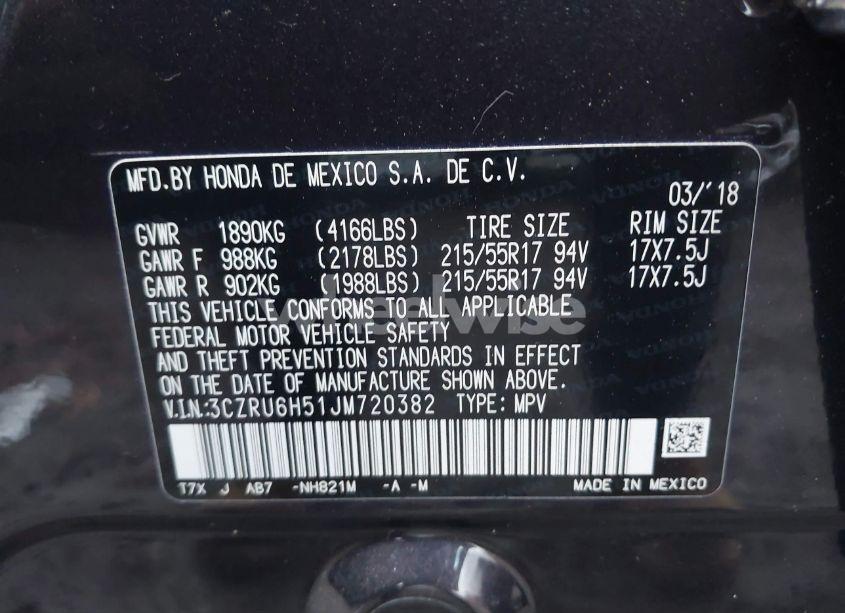 MFD.BY HONDA DE MEXICO S.A. DE C.V.
03/'18
GVWR 1890KG (4166LBS) TIRE SIZE RIM SIZE
GAWR F 988KG (2178LBS) 215/55R17 94V 17X7.5J
GAWR R 902KG (1988LBS) 215/55R17 94V 17X7.5J
THIS VEHICLE CONFORMS TO ALL APPLICABLE
FEDERAL MOTOR VEHICLE SAFETY
AND THEFT PREVENTION STANDARDS IN EFFECT
ON THE DATE OF MANUFACTURE SHOWN ABOVE.
V.I.N.:3CZRU6H51JM720382 TYPE:MPV
T7X J AB7 -NH821M -A -M
MADE IN MEXICO
wheelwise